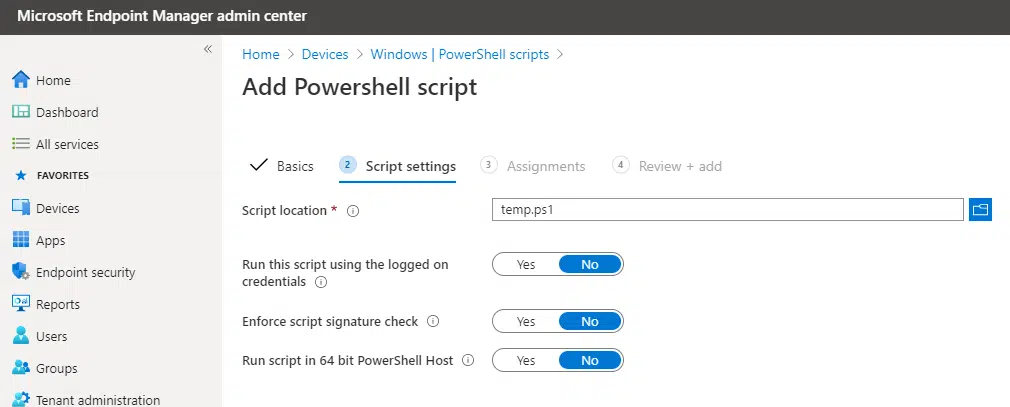 Microsoft Endpoint Manager admin center
«
Home > Devices > Windows | PowerShell scripts >
Add Powershell script
Home
Dashboard
All services
FAVORITES
Devices
Apps
Endpoint security
Reports
Users
Groups
Tenant administration
Basics 2 Script settings 3 Assignments 4 Review + add
Script location * temp.ps1
Run this script using the logged on
credentials Yes No
Enforce script signature check Yes No
Run script in 64 bit PowerShell Host Yes No